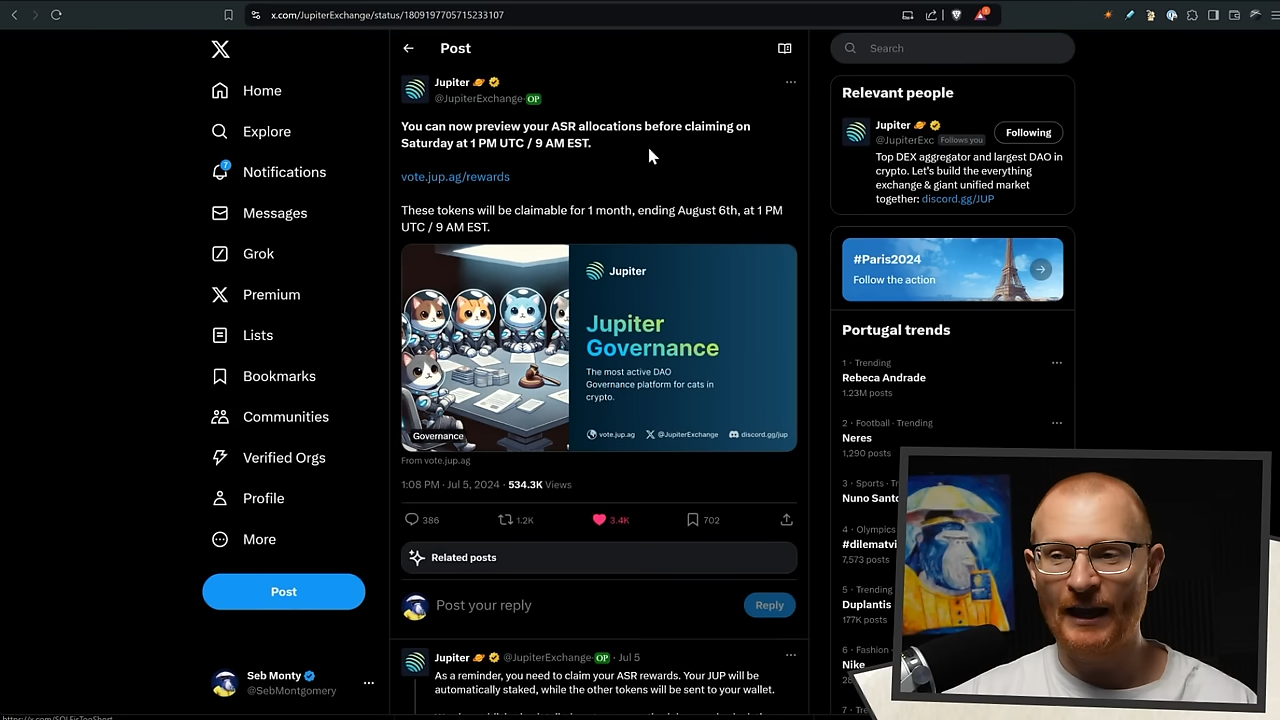 x.com/JupiterExchange/status/1809197705715233107
1
Home
Explore
7
Notifications
Messages
Grok
Premium
Lists
Bookmarks
Communities
Verified Orgs
Profile
More
Post
Seb Monty
@SebMontgomery
Post
Jupiter
@JupiterExchange OP
You can now preview your ASR allocations before claiming on
Saturday at 1 PM UTC / 9 AM EST.
vote.jup.ag/rewards
These tokens will be claimable for 1 month, ending August 6th, at 1 PM
UTC / 9 AM EST.
Governance
Jupiter
Jupiter
Governance
The most active DAO
Governance platform for cats in
crypto.
vote.jup.ag @JupiterExchange discord.gg/jup
From vote.jup.ag
1:08 PM · Jul 5, 2024 · 534.3K Views
386 1.2K 3.4K 702
Related posts
Post your reply
Reply
Jupiter @JupiterExchange OP · Jul 5
As a reminder, you need to claim your ASR rewards. Your JUP will be
automatically staked, while the other tokens will be sent to your wallet.
Search
Relevant people
Jupiter
@JupiterExc Follows you
Following
Top DEX aggregator and largest DAO in
crypto. Let's build the everything
exchange & giant unified market
together: discord.gg/JUP
#Paris2024
Follow the action
Portugal trends
1 · Trending
Rebeca Andrade
1.23M posts
2 · Football · Trending
Neres
1,290 posts
3 · Sports · Tr
Nuno Sant
4 · Olympics
#dilematvi
7,573 posts
5 · Trending
Duplantis
177K posts
6 · Fashion ·
Nike